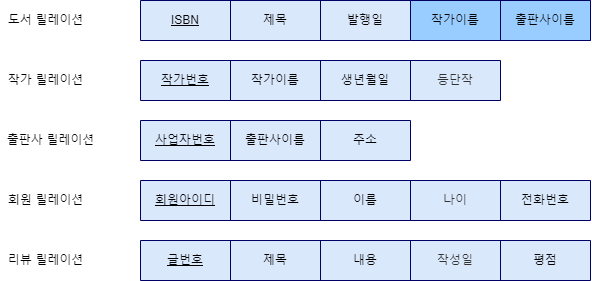 도서 릴레이션 ISBN 제목 발행일 작가이름 출판사이름
작가 릴레이션 작가번호 작가이름 생년월일 등단작
출판사 릴레이션 사업자번호 출판사이름 주소
회원 릴레이션 회원아이디 비밀번호 이름 나이 전화번호
리뷰 릴레이션 글번호 제목 내용 작성일 평점